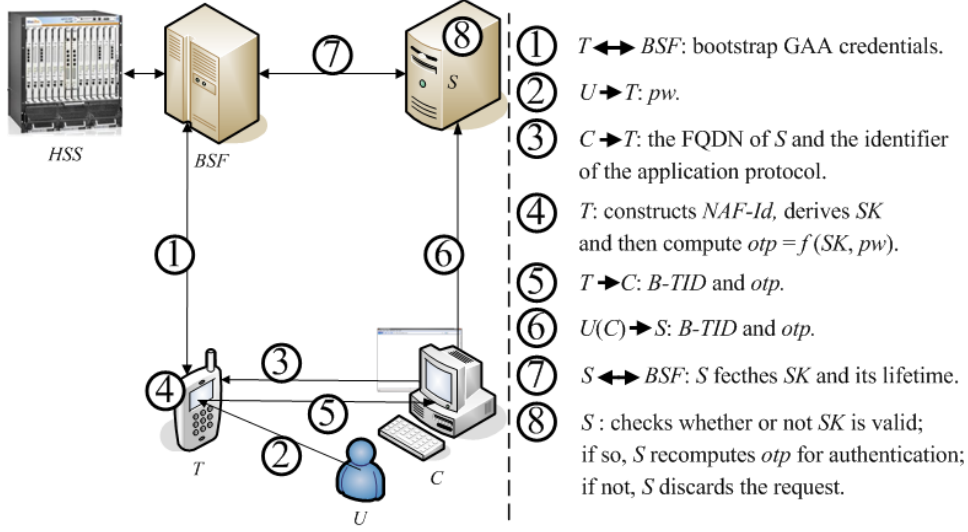 HSS
BSF
S
T
U
C
1
2
3
4
5
6
7
8
1 T ↔ BSF: bootstrap GAA credentials.
2 U → T: pw.
3 C → T: the FQDN of S and the identifier
of the application protocol.
4 T: constructs NAF-Id, derives SK
and then compute otp = f (SK, pw).
5 T → C: B-TID and otp.
6 U(C) → S: B-TID and otp.
7 S ↔ BSF: S fecthes SK and its lifetime.
8 S : checks whether or not SK is valid;
if so, S recomputes otp for authentication;
if not, S discards the request.